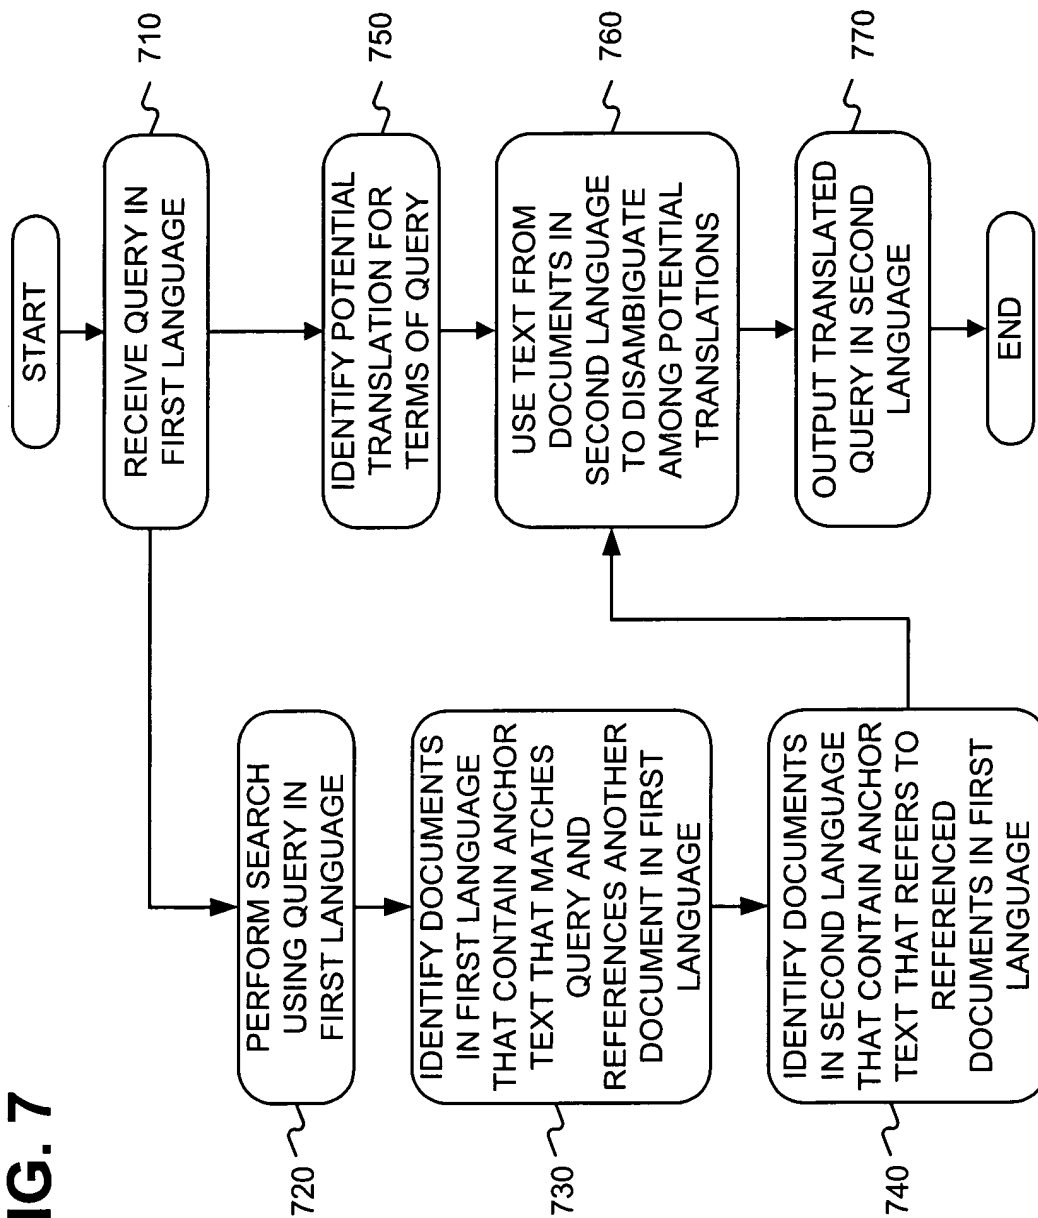 START
RECEIVE QUERY IN
FIRST LANGUAGE
710
PERFORM SEARCH
USING QUERY IN
FIRST LANGUAGE
720
IDENTIFY DOCUMENTS
IN FIRST LANGUAGE
THAT CONTAIN ANCHOR
TEXT THAT MATCHES
QUERY AND
REFERENCES ANOTHER
DOCUMENT IN FIRST
LANGUAGE
730
IDENTIFY DOCUMENTS
IN SECOND LANGUAGE
THAT CONTAIN ANCHOR
TEXT THAT REFERS TO
REFERENCED
DOCUMENTS IN FIRST
LANGUAGE
740
IDENTIFY POTENTIAL
TRANSLATION FOR
TERMS OF QUERY
750
USE TEXT FROM
DOCUMENTS IN
SECOND LANGUAGE
TO DISAMBIGUATE
AMONG POTENTIAL
TRANSLATIONS
760
OUTPUT TRANSLATED
QUERY IN SECOND
LANGUAGE
770
END
IG. 7